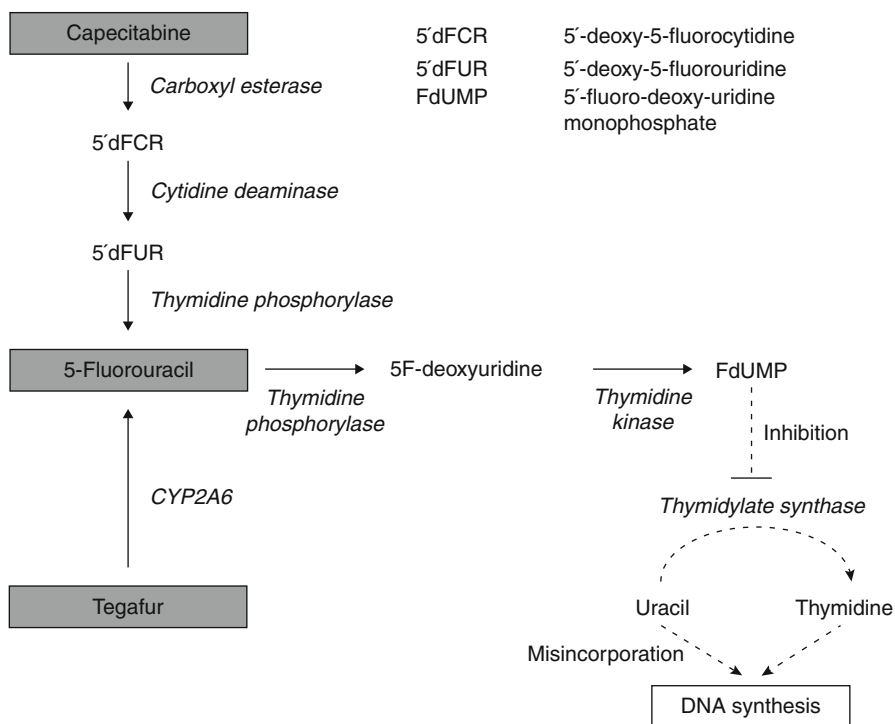 Capecitabine
Carboxyl esterase
5´dFCR
Cytidine deaminase
5´dFUR
Thymidine phosphorylase
5´dFCR 5´-deoxy-5-fluorocytidine
5´dFUR 5´-deoxy-5-fluorouridine
FdUMP 5´-fluoro-deoxy-uridine
monophosphate
5-Fluorouracil
Thymidine
phosphorylase
5F-deoxyuridine
Thymidine
kinase
FdUMP
Inhibition
Thymidylate synthase
CYP2A6
Tegafur
Uracil
Thymidine
Misincorporation
DNA synthesis